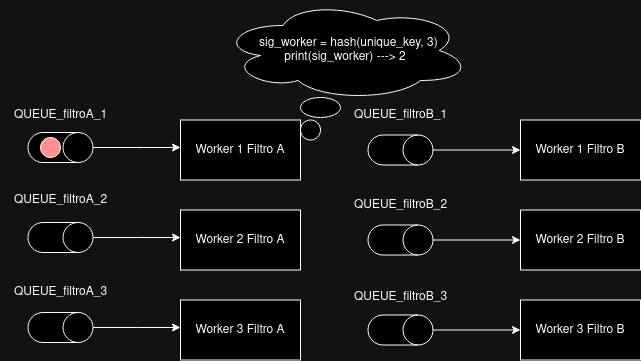 sig_worker = hash(unique_key, 3)
print(sig_worker) ---> 2
QUEUE_filtroA_1
Worker 1 Filtro A
QUEUE_filtroB_1
Worker 1 Filtro B
QUEUE_filtroA_2
Worker 2 Filtro A
QUEUE_filtroB_2
Worker 2 Filtro B
QUEUE_filtroA_3
Worker 3 Filtro A
QUEUE_filtroB_3
Worker 3 Filtro B